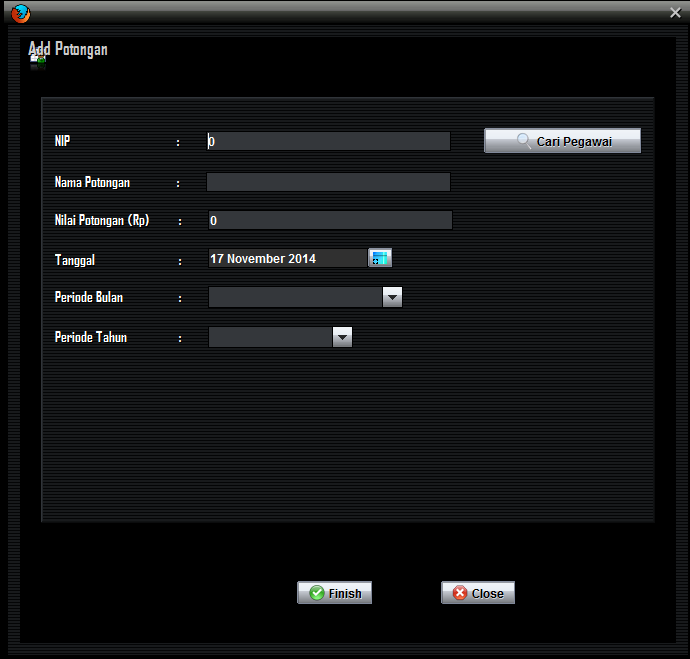 Add Potongan
NIP : 0 Cari Pegawai
Nama Potongan :
Nilai Potongan (Rp) : 0
Tanggal : 17 November 2014
Periode Bulan :
Periode Tahun :
Finish Close